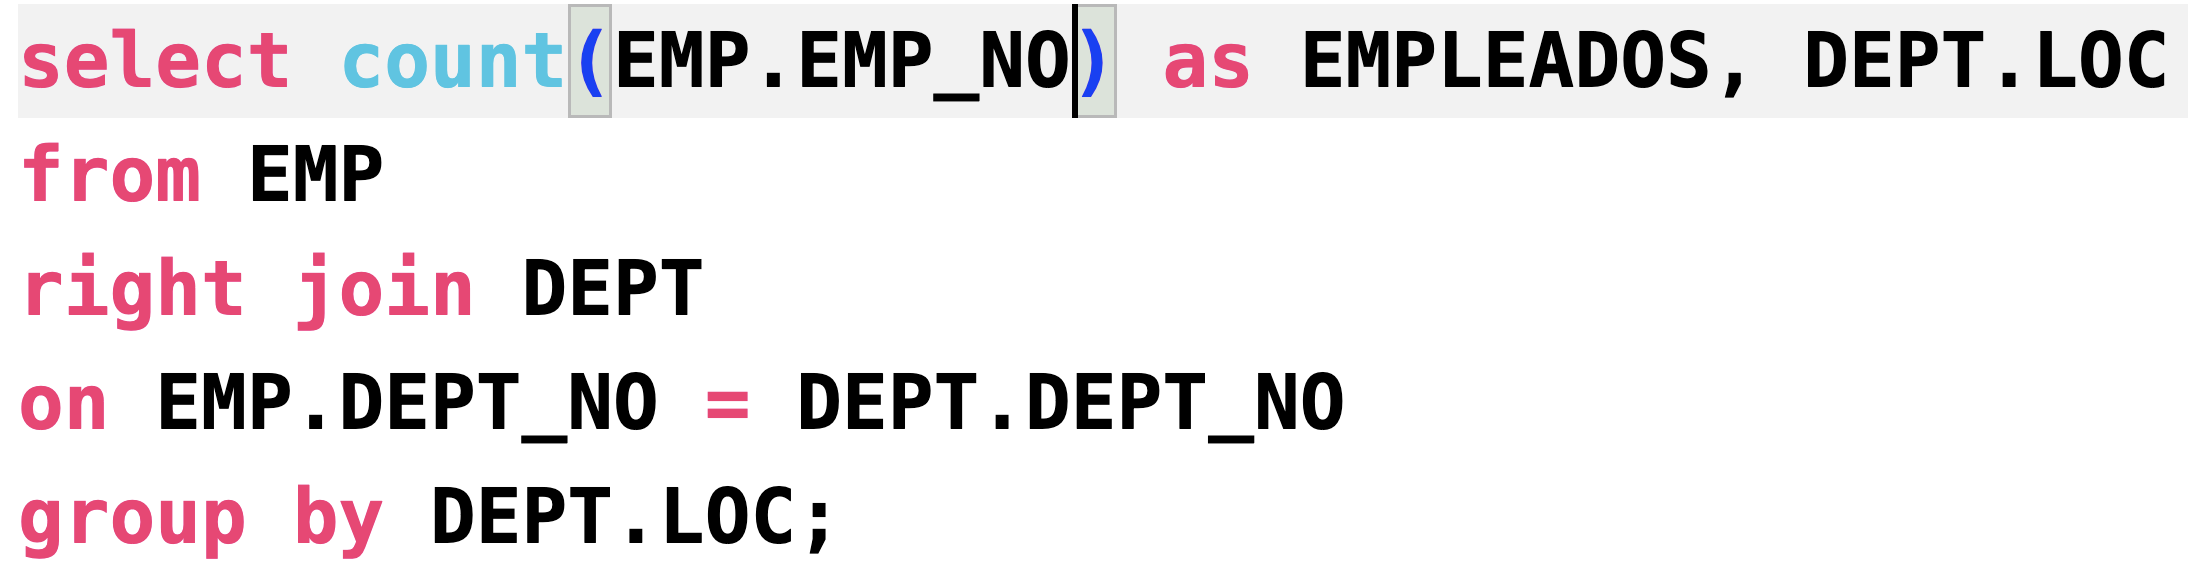 select count(EMP.EMP_NO) as EMPLEADOS, DEPT.LOC
from EMP
right join DEPT
on EMP.DEPT_NO = DEPT.DEPT_NO
group by DEPT.LOC;